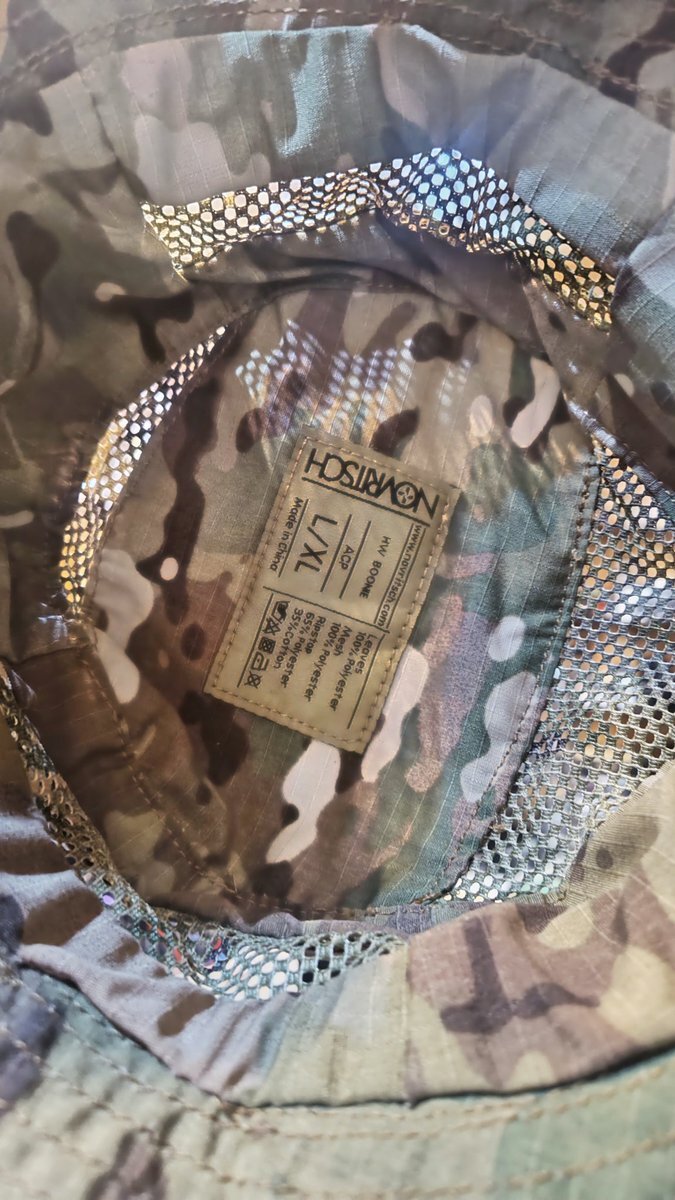 NOVRITSCH
www.novritsch.com
HW BOONIE
ACP
L/XL
Made in China
Leaves
100% Polyester
Mesh
100% Polyester
Ripstop
65% Polyester
35% Cotton